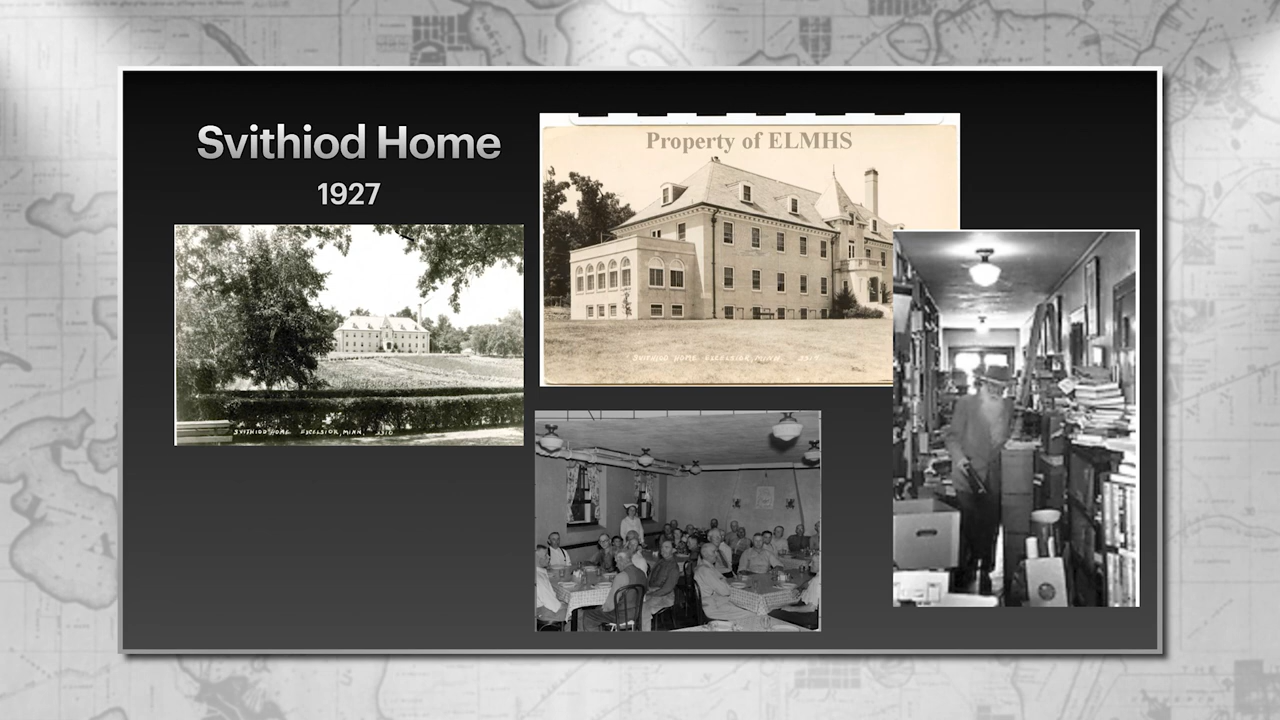 Svithiod Home
1927
Property of ELMHS
SVITHIOD HOME EXCELSIOR, MINN.
SVITHIOD HOME EXCELSIOR, MINN.